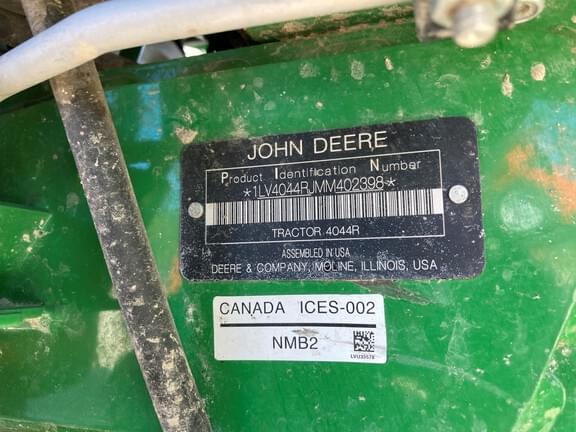 JOHN DEERE
Product Identification Number
*1LV4044RJMM402398*
TRACTOR 4044R
ASSEMBLED IN USA
DEERE & COMPANY, MOLINE, ILLINOIS, USA
CANADA ICES-002
NMB2
LVU35578